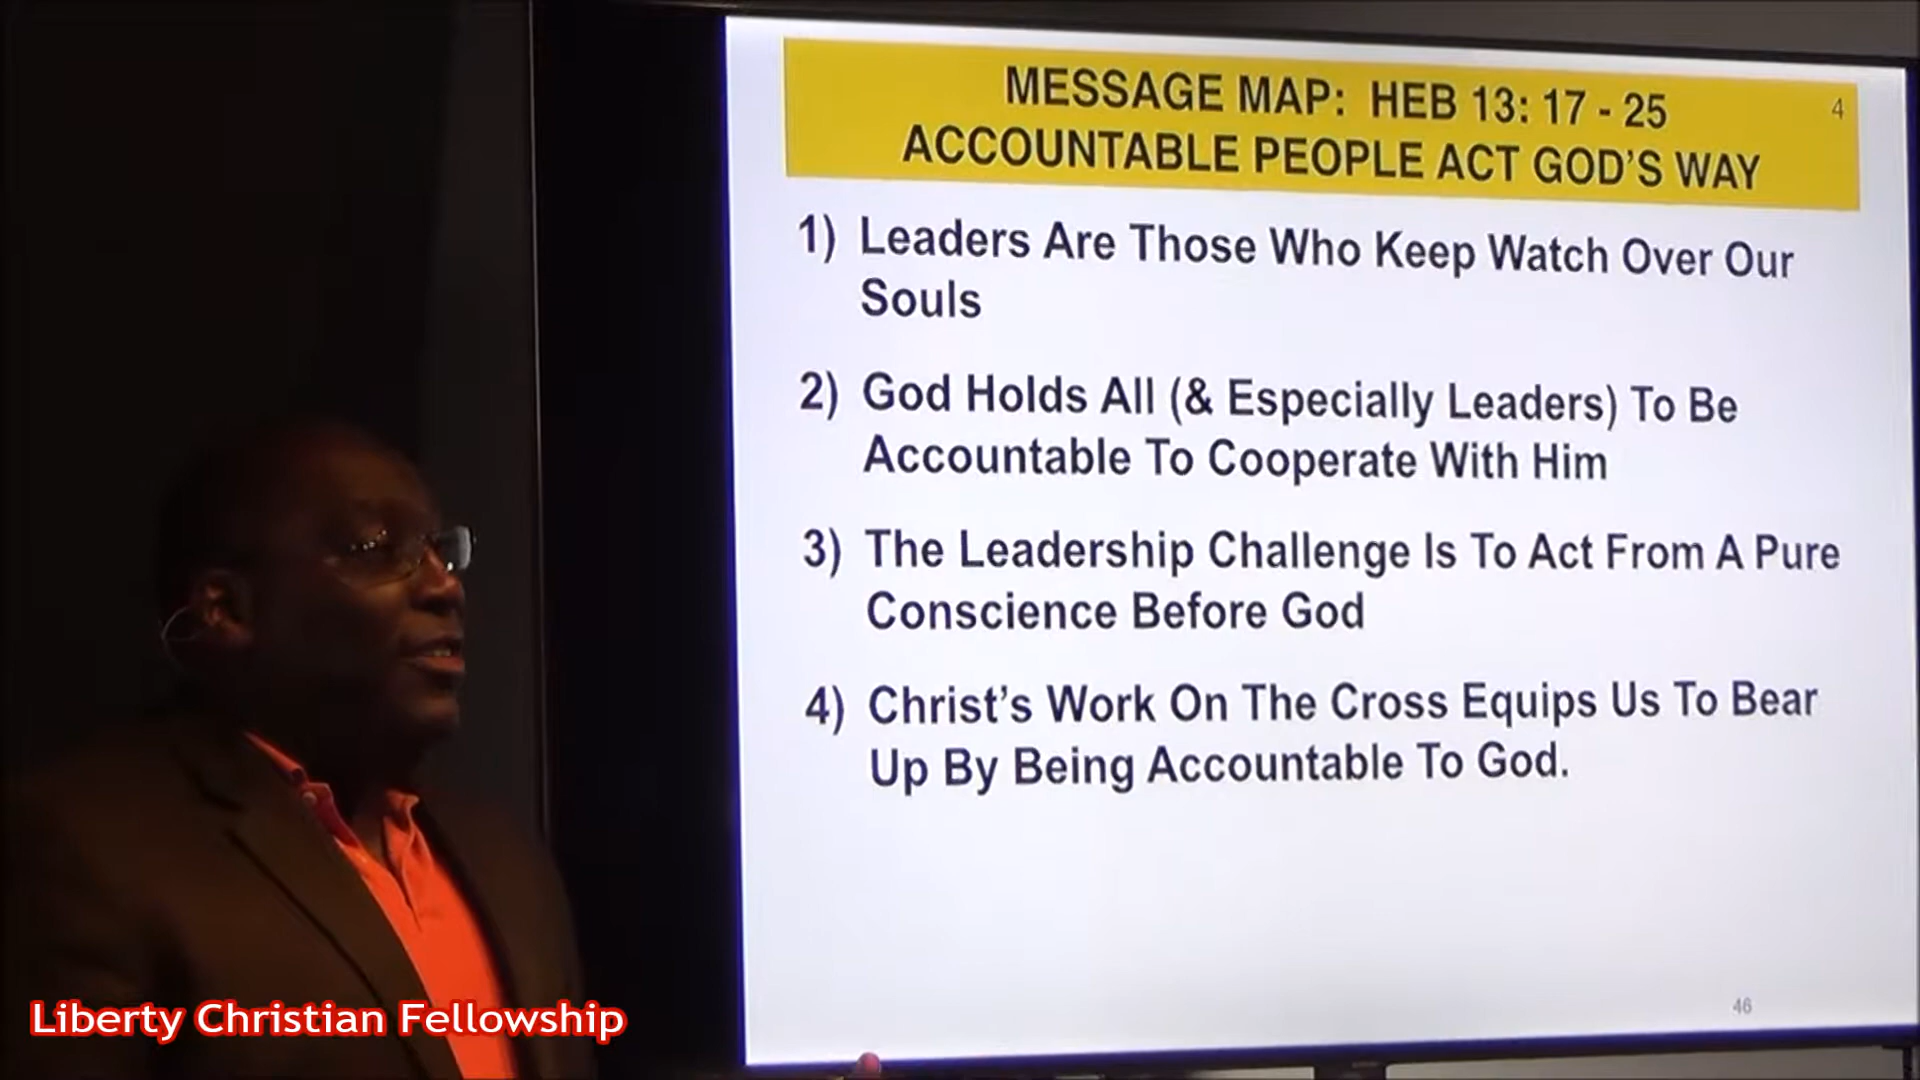 MESSAGE MAP: HEB 13: 17 - 25
4
ACCOUNTABLE PEOPLE ACT GOD'S WAY
1) Leaders Are Those Who Keep Watch Over Our
Souls
2) God Holds All (& Especially Leaders) To Be
Accountable To Cooperate With Him
3) The Leadership Challenge Is To Act From A Pure
Conscience Before God
4) Christ's Work On The Cross Equips Us To Bear
Up By Being Accountable To God.
46
Liberty Christian Fellowship